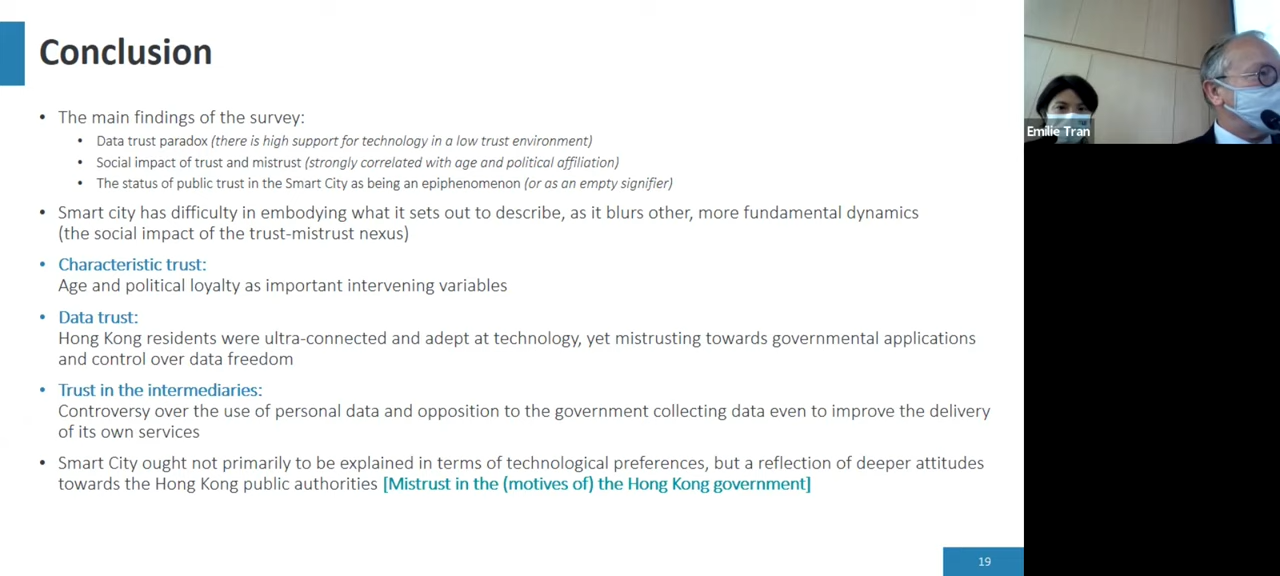 Conclusion
• The main findings of the survey:
• Data trust paradox (there is high support for technology in a low trust environment)
• Social impact of trust and mistrust (strongly correlated with age and political affiliation)
• The status of public trust in the Smart City as being an epiphenomenon (or as an empty signifier)
• Smart city has difficulty in embodying what it sets out to describe, as it blurs other, more fundamental dynamics
(the social impact of the trust-mistrust nexus)
• Characteristic trust:
Age and political loyalty as important intervening variables
• Data trust:
Hong Kong residents were ultra-connected and adept at technology, yet mistrusting towards governmental applications
and control over data freedom
• Trust in the intermediaries:
Controversy over the use of personal data and opposition to the government collecting data even to improve the delivery
of its own services
• Smart City ought not primarily to be explained in terms of technological preferences, but a reflection of deeper attitudes
towards the Hong Kong public authorities [Mistrust in the (motives of) the Hong Kong government]
19
Emilie Tran